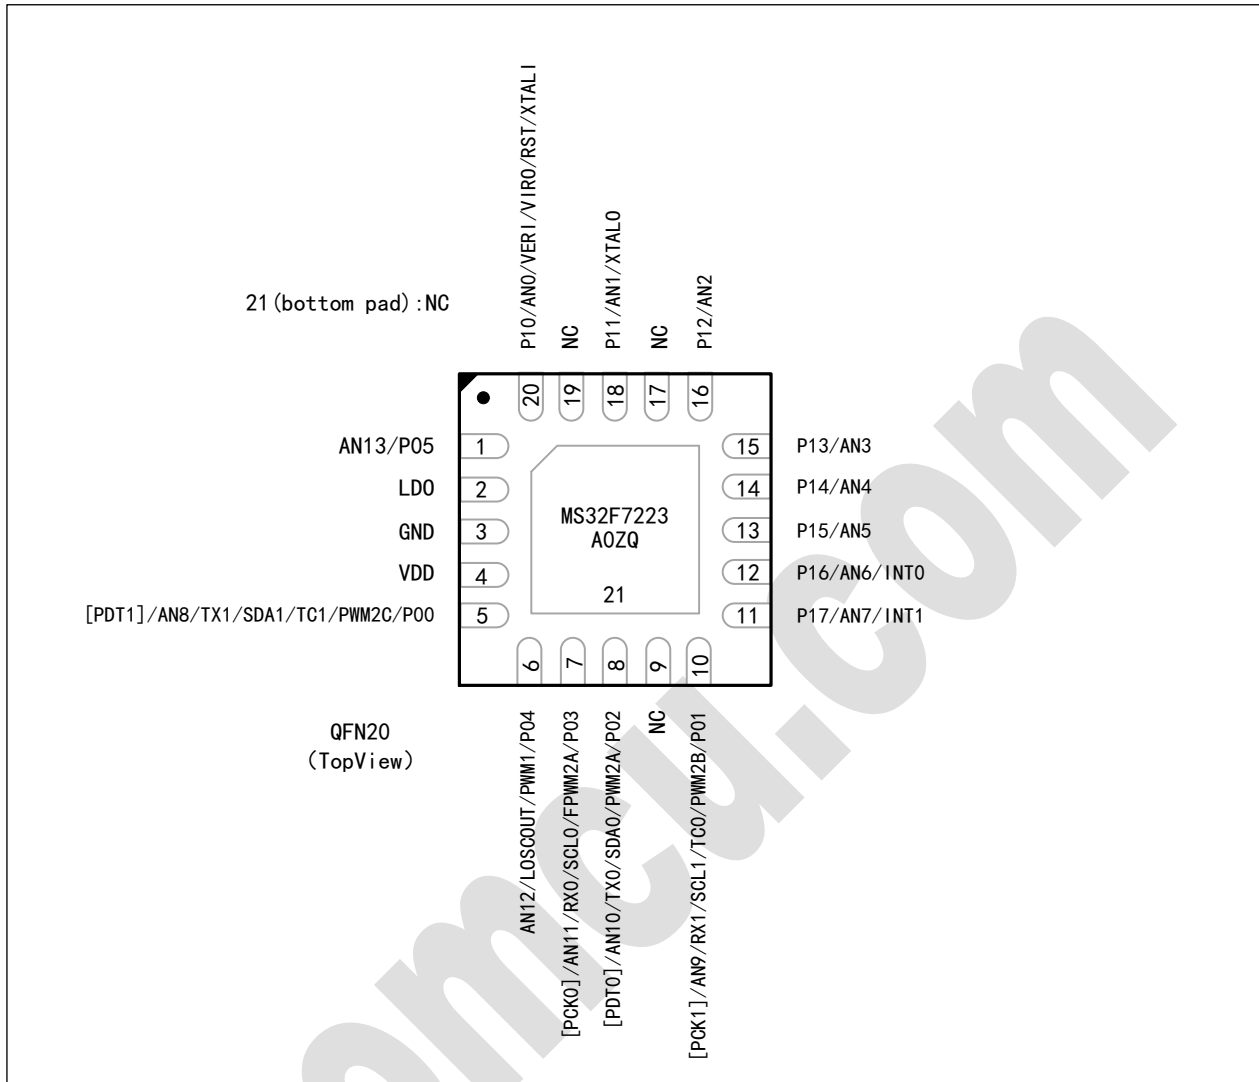 P10/AN0/VERI/VIRO/RST/XTALI
NC
P11/AN1/XTALO
NC
P12/AN2
21(bottom pad):NC
20
19
18
17
16
AN13/P05
1
15
P13/AN3
LDO
2
14
P14/AN4
GND
3
MS32F7223
A0ZQ
13
P15/AN5
VDD
4
12
P16/AN6/INT0
[PDT1]/AN8/TX1/SDA1/TC1/PWM2C/P00
5
21
11
P17/AN7/INT1
6
7
8
9
10
QFN20
(TopView)
AN12/LOSCOUT/PWM1/P04
[PCK0]/AN11/RX0/SCL0/FPWM2A/P03
[PDT0]/AN10/TX0/SDA0/PWM2A/P02
NC
[PCK1]/AN9/RX1/SCL1/TC0/PWM2B/P01
omcu.com